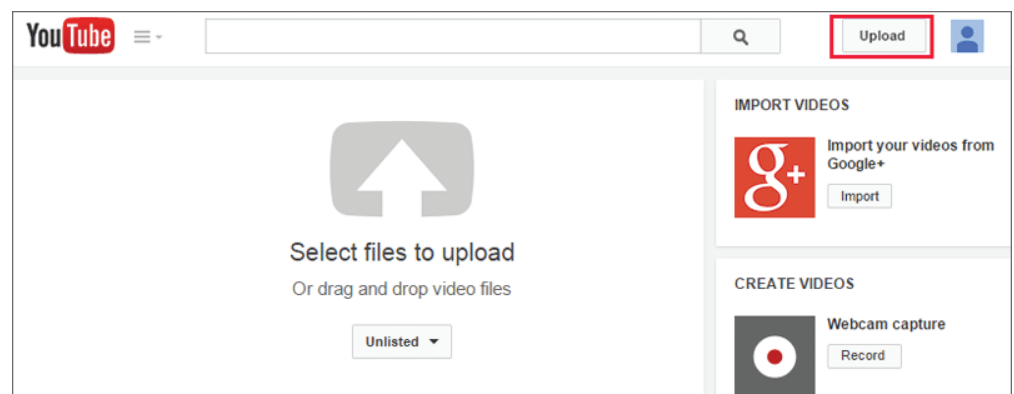 YouTube
Upload
IMPORT VIDEOS
g+
Import your videos from
Google+
Import
Select files to upload
Or drag and drop video files
Unlisted
CREATE VIDEOS
Webcam capture
Record